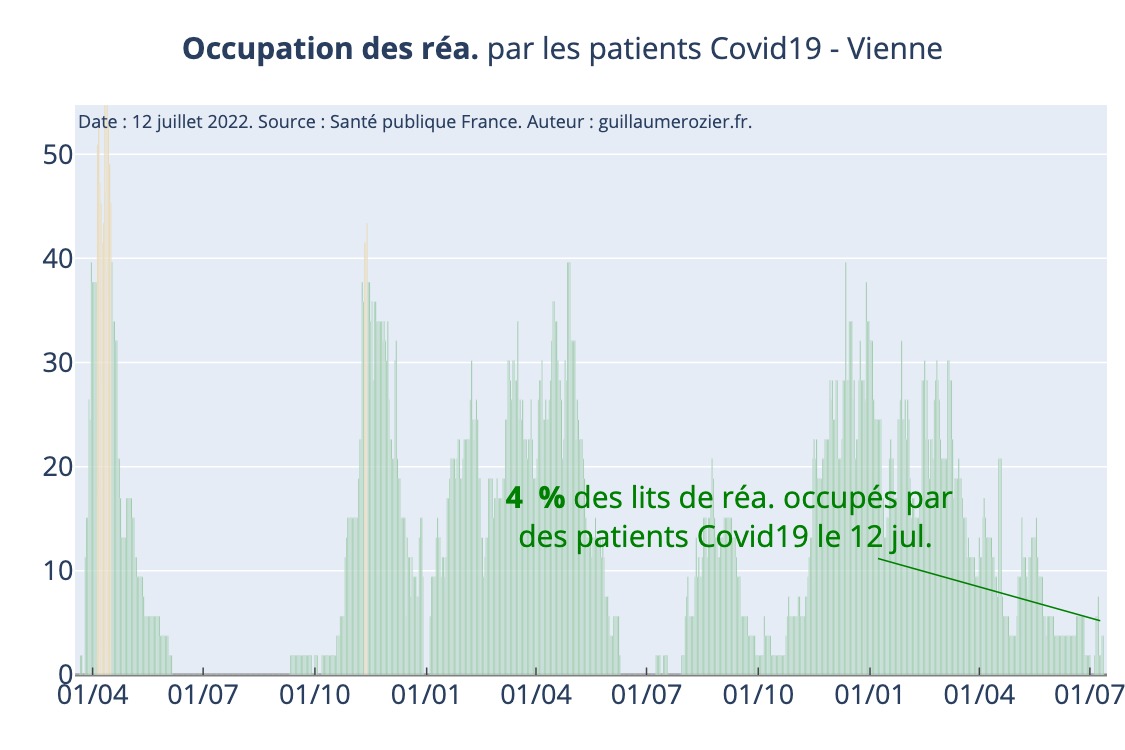 Occupation des réa. par les patients Covid19 - Vienne
Date : 12 juillet 2022. Source : Santé publique France. Auteur : guillaumerozier.fr.
50
40
30
20
4 % des lits de réa. occupés par
des patients Covid19 le 12 jul.
10
0
01/04 01/07 01/10 01/01 01/04 01/07 01/10 01/01 01/04 01/07